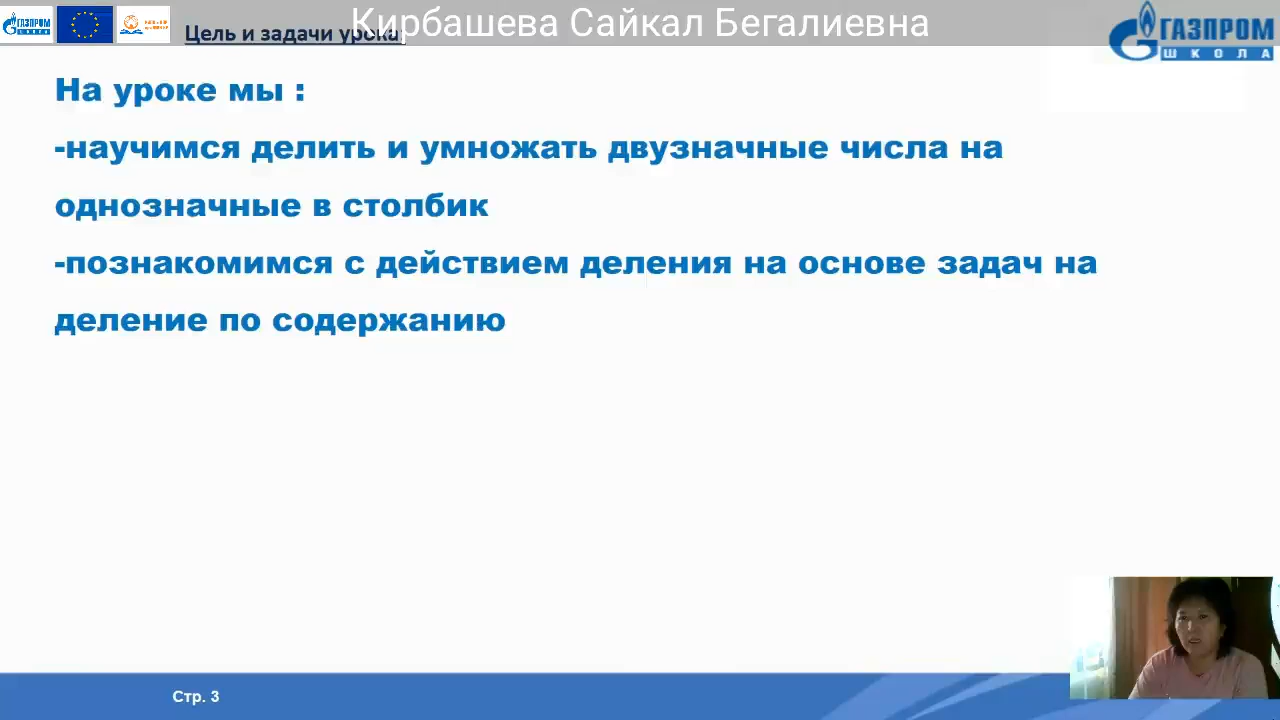 ГАЗПРОМ
Кирбашева Сайкал Бегалиевна
Цель и задачи урока:
ГАЗПРОМ
ШКОЛА
На уроке мы :
-научимся делить и умножать двузначные числа на
однозначные в столбик
-познакомимся с действием деления на основе задач на
деление по содержанию
Стр. 3